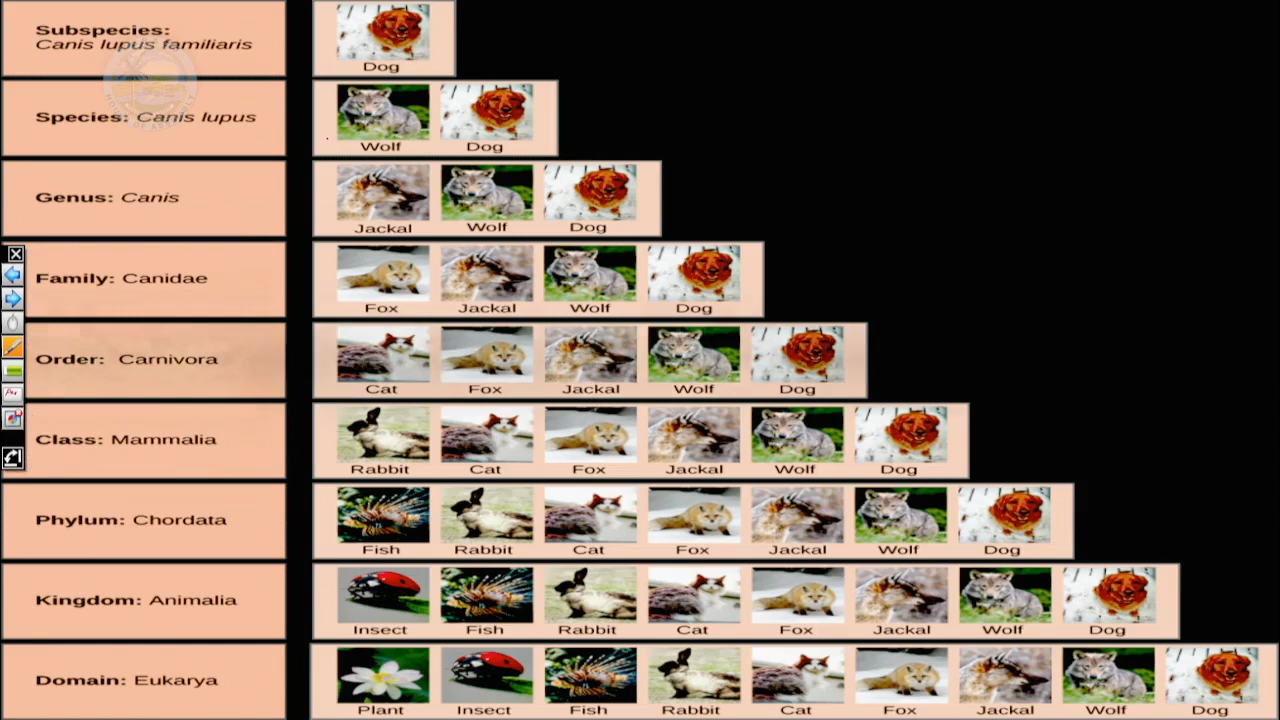 Subspecies:
Canis lupus familiaris
Dog
Species: Canis lupus
Wolf Dog
Genus: Canis
Jackal Wolf Dog
Family: Canidae
Fox Jackal Wolf Dog
Order: Carnivora
Cat Fox Jackal Wolf Dog
Class: Mammalia
Rabbit Cat Fox Jackal Wolf Dog
Phylum: Chordata
Fish Rabbit Cat Fox Jackal Wolf Dog
Kingdom: Animalia
Insect Fish Rabbit Cat Fox Jackal Wolf Dog
Domain: Eukarya
Plant Insect Fish Rabbit Cat Fox Jackal Wolf Dog